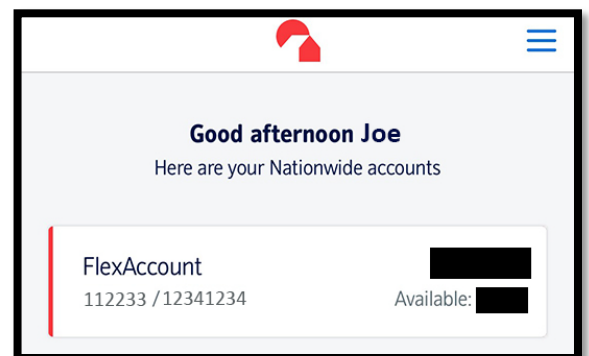 Good afternoon Joe
Here are your Nationwide accounts
FlexAccount
112233 / 12341234
Available: